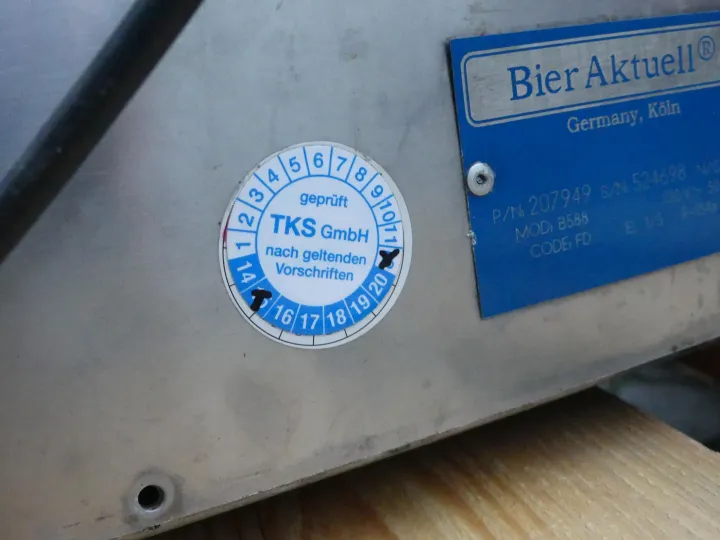 1 2 3 4 5 6 7 8 9 10 11
geprüft
TKS GmbH
nach geltenden
Vorschriften
14 16 17 18 19 20
Bier Aktuell®
Germany, Köln
P/N: 207949 S/N: 524698
MOD: B588
CODE: FD